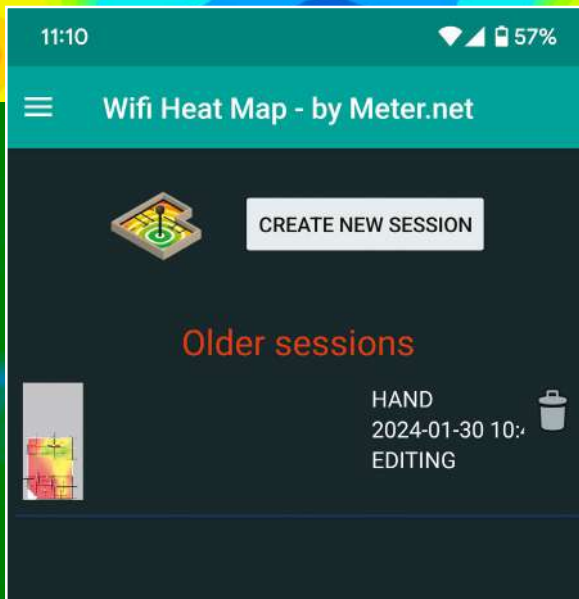 11:10 57%
Wifi Heat Map - by Meter.net
CREATE NEW SESSION
Older sessions
HAND
2024-01-30 10:
EDITING